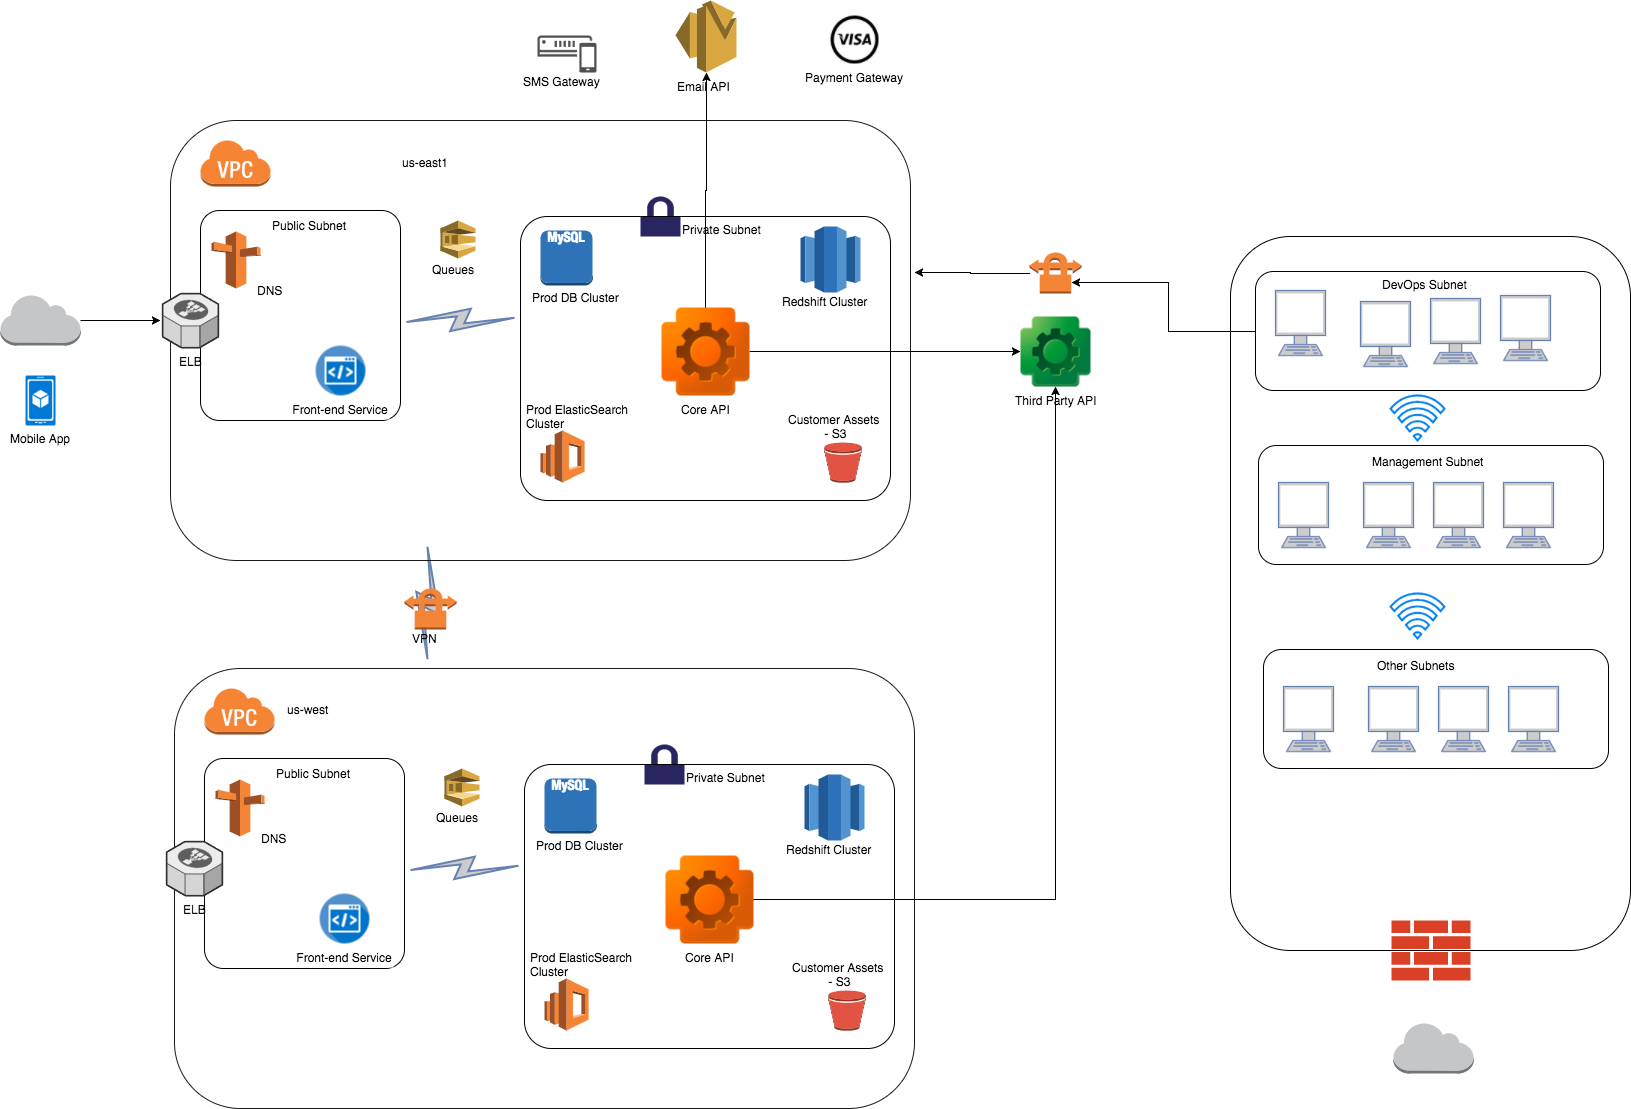 VISA
SMS Gateway
Email API
Payment Gateway
VPC
us-east1
Public Subnet
DNS
ELB
Front-end Service
Queues
MySQL
Prod DB Cluster
Private Subnet
Redshift Cluster
Core API
Prod ElasticSearch
Cluster
Customer Assets
- S3
Mobile App
Third Party API
DevOps Subnet
Management Subnet
Other Subnets
VPN
VPC
us-west
Public Subnet
DNS
ELB
Front-end Service
Queues
MySQL
Prod DB Cluster
Private Subnet
Redshift Cluster
Core API
Prod ElasticSearch
Cluster
Customer Assets
- S3